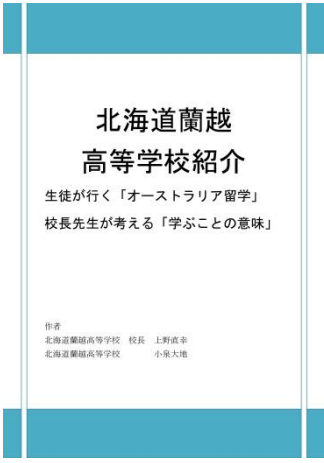 北海道蘭越
高等学校紹介
生徒が行く「オーストラリア留学」
校長先生が考える「学ぶことの意味」
作者
北海道蘭越高等学校　校長　上野直幸
北海道蘭越高等学校　　　　小泉大地